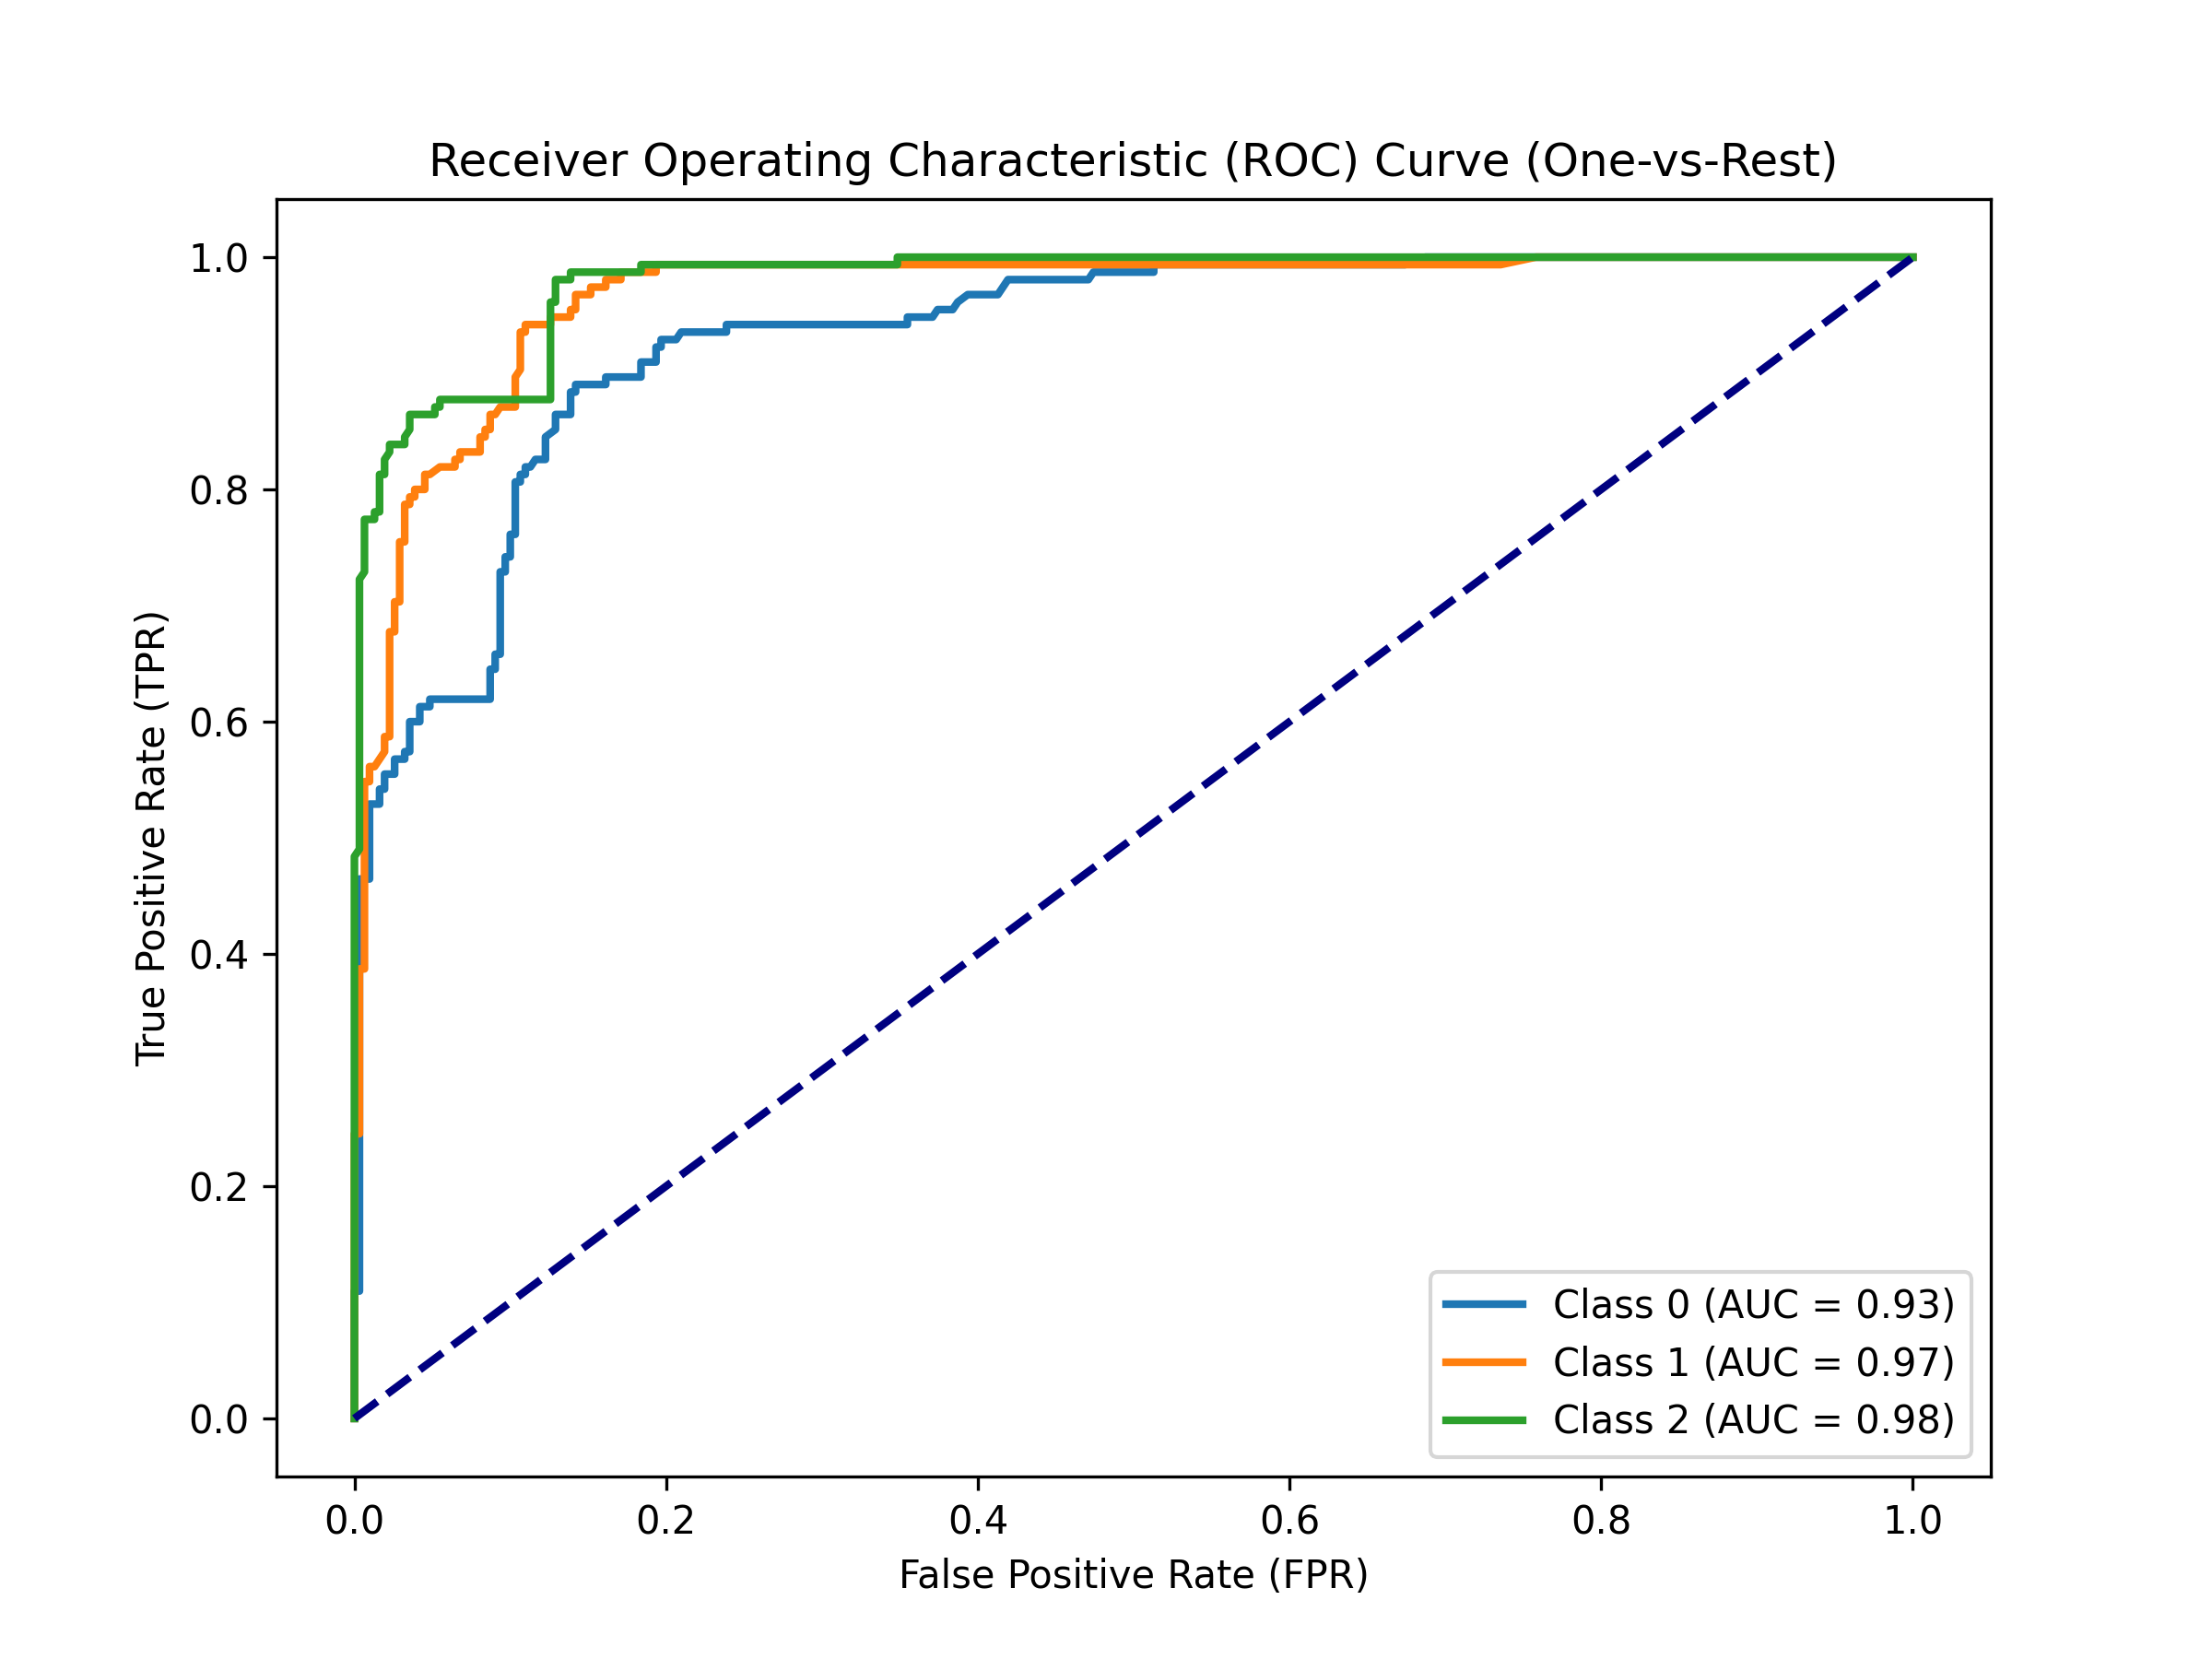 Receiver Operating Characteristic (ROC) Curve (One-vs-Rest)
1.0
0.8
0.6
0.4
0.2
0.0
True Positive Rate (TPR)
Class 0 (AUC = 0.93)
Class 1 (AUC = 0.97)
Class 2 (AUC = 0.98)
0.0 0.2 0.4 0.6 0.8 1.0
False Positive Rate (FPR)